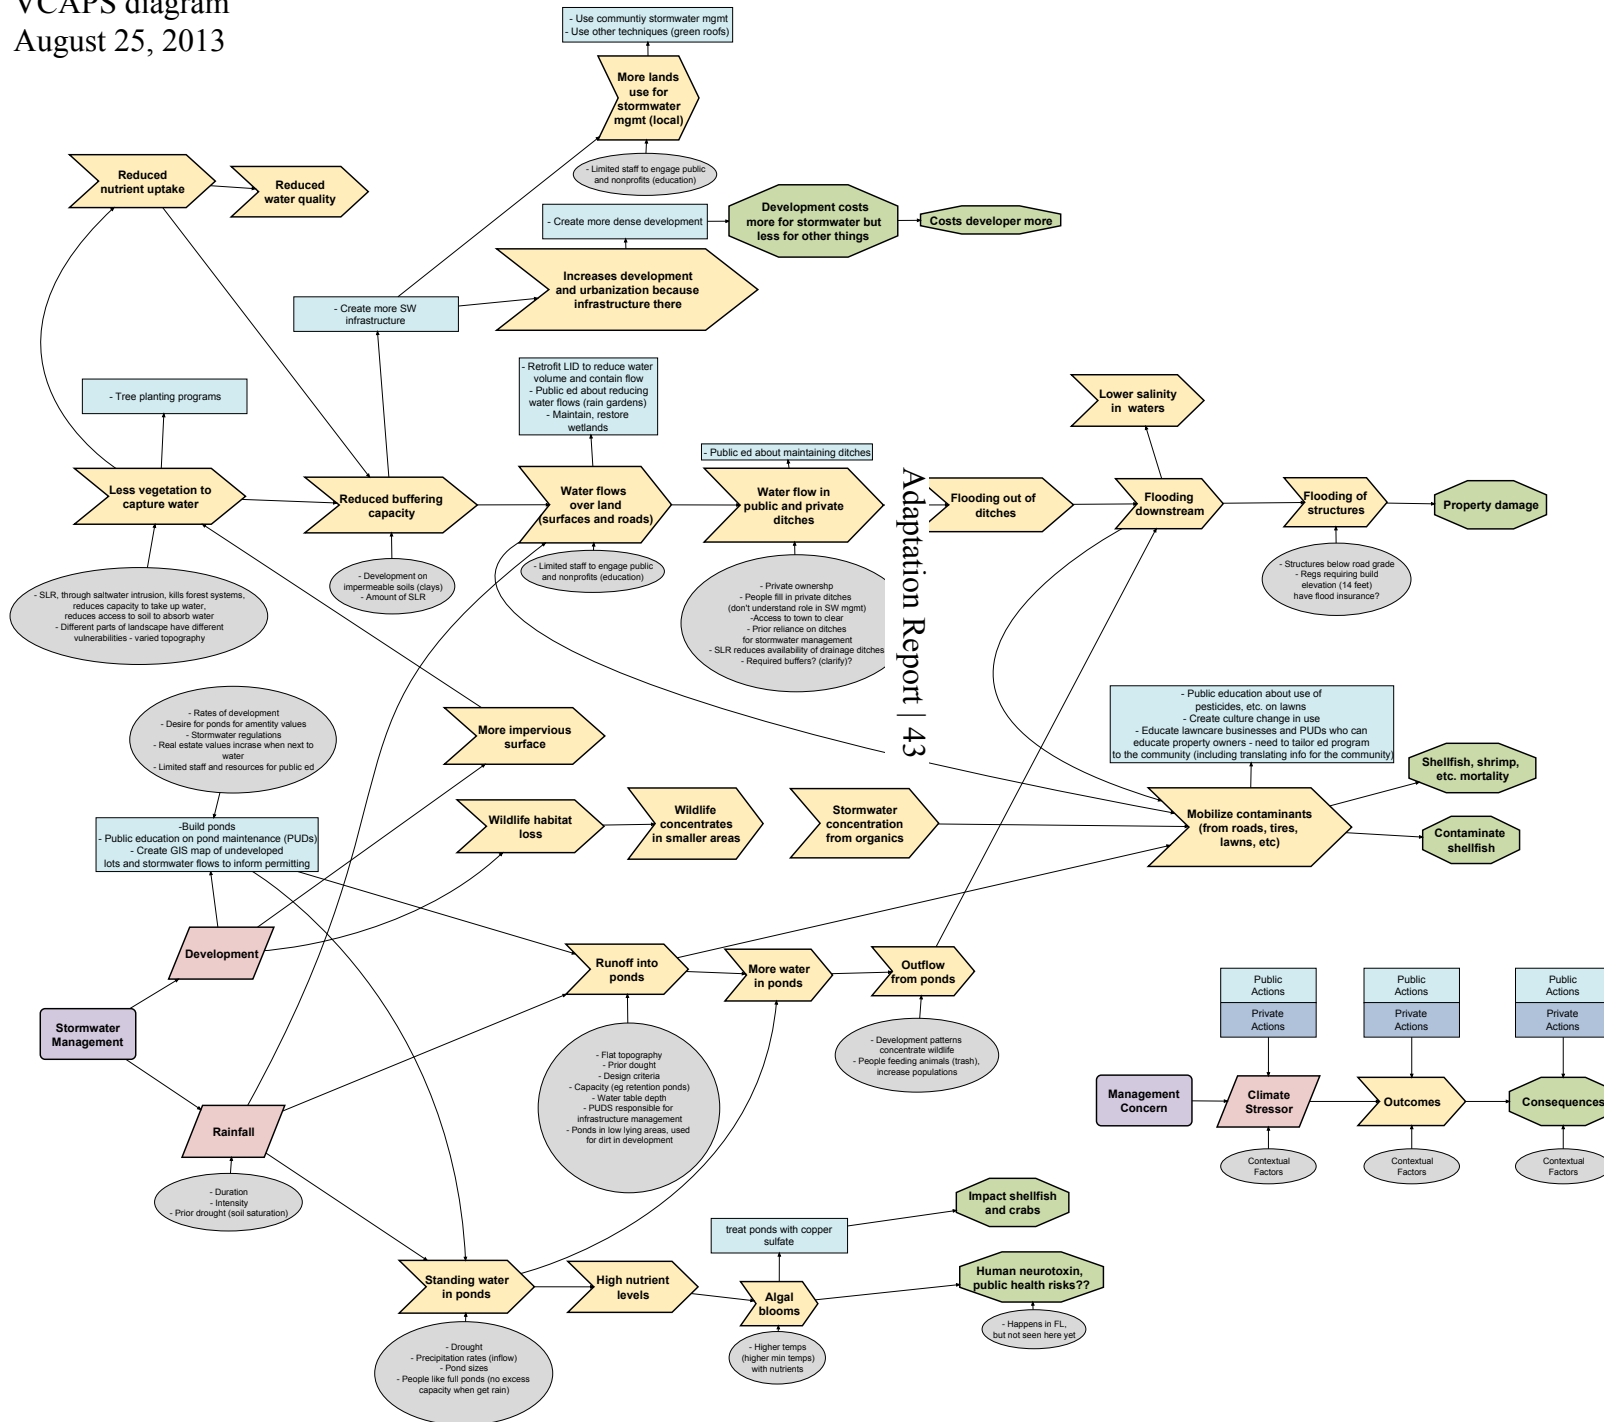 VCAPS diagram
August 25, 2013
- Use communtiy stormwater mgmt
- Use other techniques (green roofs)
More lands
use for
stormwater
mgmt (local)
- Limited staff to engage public
and nonprofits (education)
Reduced
nutrient uptake
Reduced
water quality
- Create more dense development
Development costs
more for stormwater but
less for other things
Costs developer more
Increases development
and urbanization because
infrastructure there
- Create more SW
infrastructure
- Tree planting programs
- Retrofit LID to reduce water
volume and contain flow
- Public ed about reducing
water flows (rain gardens)
- Maintain, restore
wetlands
- Public ed about maintaining ditches
Lower salinity
in waters
Less vegetation to
capture water
Reduced buffering
capacity
Water flows
over land
(surfaces and roads)
Water flow in
public and private
ditches
Flooding out of
ditches
Flooding
downstream
Flooding of
structures
Property damage
- SLR, through saltwater intrusion, kills forest systems,
reduces capacity to take up water,
reduces access to soil to absorb water
- Different parts of landscape have different
vulnerabilities - varied topography
- Development on
impermeable soils (clays)
- Amount of SLR
- Limited staff to engage public
and nonprofits (education)
- Private ownershp
- People fill in private ditches
(don't understand role in SW mgmt)
-Access to town to clear
- Prior reliance on ditches
for stormwater management
- SLR reduces availability of drainage ditches
- Required buffers? (clarify)?
- Structures below road grade
- Regs requiring build
elevation (14 feet)
have flood insurance?
Adaptation Report | 43
- Rates of development
- Desire for ponds for amentity values
- Stormwater regulations
- Real estate values incrase when next to
water
- Limited staff and resources for public ed
More impervious
surface
- Public education about use of
pesticides, etc. on lawns
- Create culture change in use
- Educate lawncare businesses and PUDs who can
educate property owners - need to tailor ed program
to the community (including translating info for the community)
Shellfish, shrimp,
etc. mortality
-Build ponds
- Public education on pond maintenance (PUDs)
- Create GIS map of undeveloped
lots and stormwater flows to inform permitting
Wildlife habitat
loss
Wildlife
concentrates
in smaller areas
Stormwater
concentration
from organics
Mobilize contaminants
(from roads, tires,
lawns, etc)
Contaminate
shellfish
Development
Runoff into
ponds
More water
in ponds
Outflow
from ponds
Stormwater
Management
- Flat topography
- Prior dought
- Design criteria
- Capacity (eg retention ponds)
- Water table depth
- PUDS responsible for
infrastructure management
- Ponds in low lying areas, used
for dirt in development
- Development patterns
concentrate wildlife
- People feeding animals (trash),
increase populations
Rainfall
- Duration
- Intensity
- Prior drought (soil saturation)
Public
Actions
Private
Actions
Public
Actions
Private
Actions
Public
Actions
Private
Actions
Management
Concern
Climate
Stressor
Outcomes
Consequences
Contextual
Factors
Contextual
Factors
Contextual
Factors
Standing water
in ponds
High nutrient
levels
treat ponds with copper
sulfate
Algal
blooms
Impact shellfish
and crabs
Human neurotoxin,
public health risks??
- Happens in FL,
but not seen here yet
- Higher temps
(higher min temps)
with nutrients
- Drought
- Precipitation rates (inflow)
- Pond sizes
- People like full ponds (no excess
capacity when get rain)